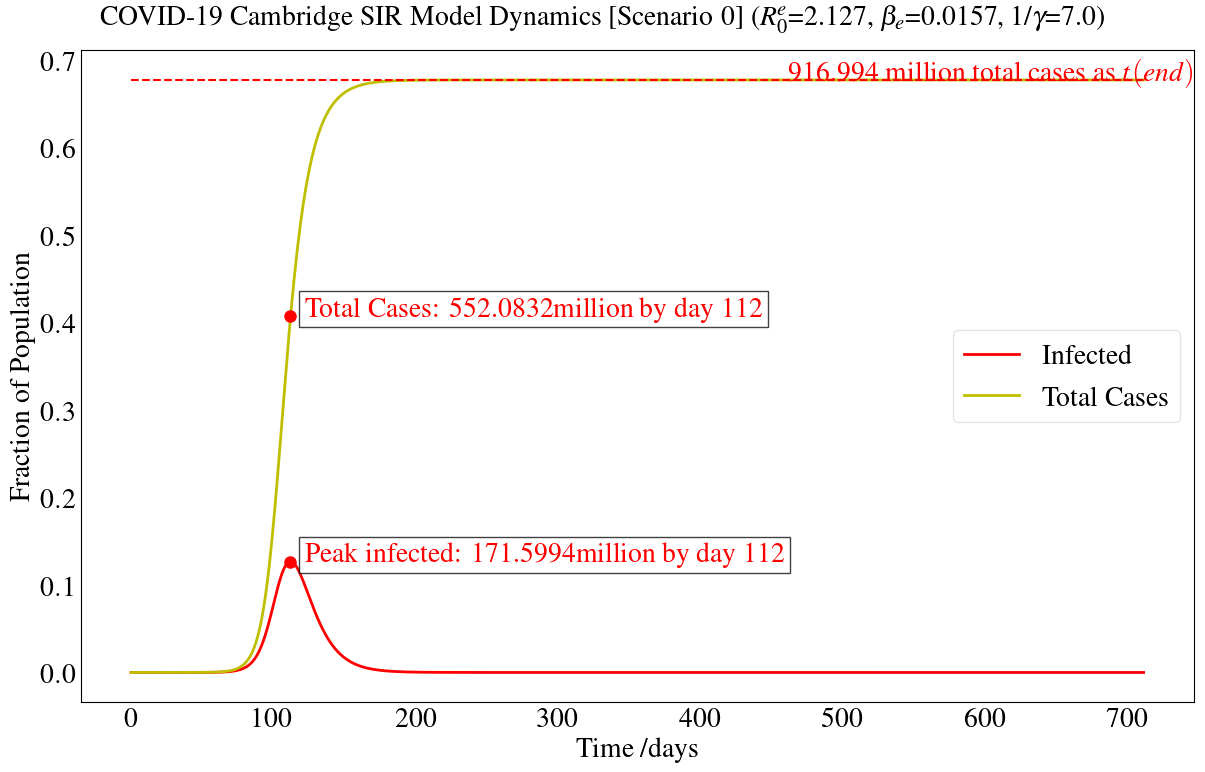 COVID-19 Cambridge SIR Model Dynamics [Scenario 0] ($R_0^e$=2.127, $\beta_e$=0.0157, 1/$\gamma$=7.0)
0.7
916.994 million total cases as t(end)
0.6
0.5
Total Cases: 552.0832million by day 112
0.4
Infected
Total Cases
Fraction of Population
0.3
0.2
Peak infected: 171.5994million by day 112
0.1
0.0
0 100 200 300 400 500 600 700
Time /days